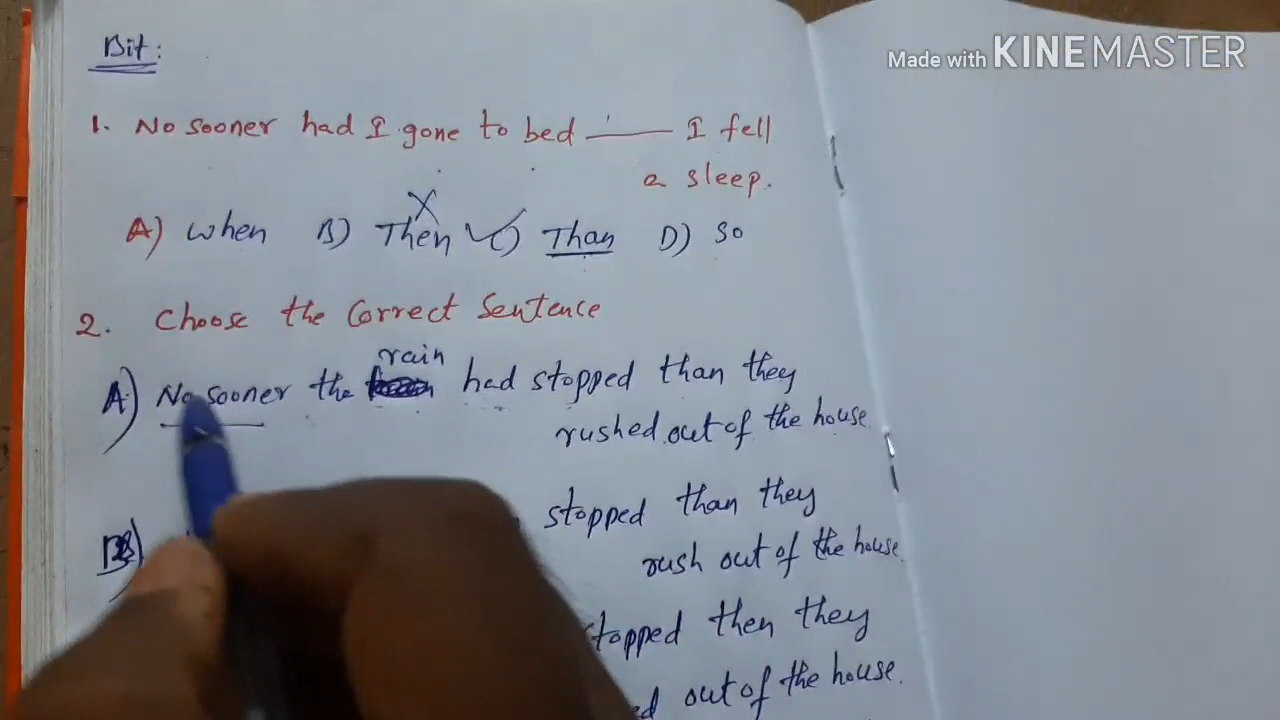 Made with KINEMASTER
Bit:
1. No sooner had I gone to bed ____ I fell
a sleep.
A) when B) Then C) Than D) so
2. Choose the Correct Sentence
rain
A) No sooner the had stopped than they
rushed out of the house.
B) stopped than they
rush out of the house.
stopped then they
out of the house.